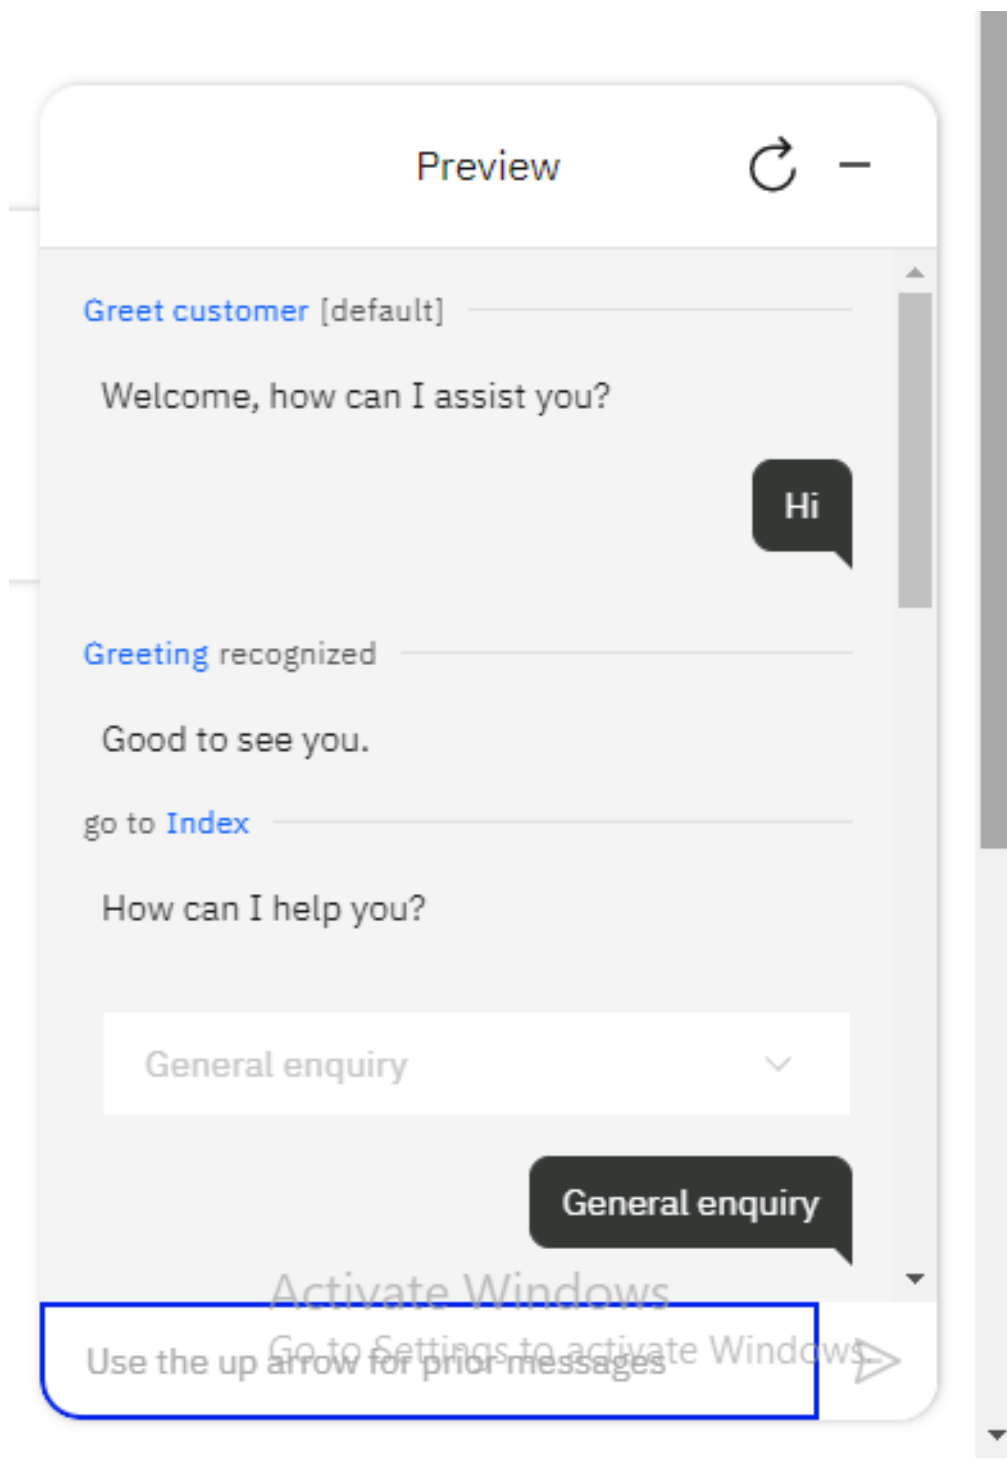 Preview
Greet customer [default]
Welcome, how can I assist you?
Hi
Greeting recognized
Good to see you.
go to Index
How can I help you?
General enquiry
General enquiry
Activate Windows
Go to Settings to activate Windows.
Use the up arrow for prior messages